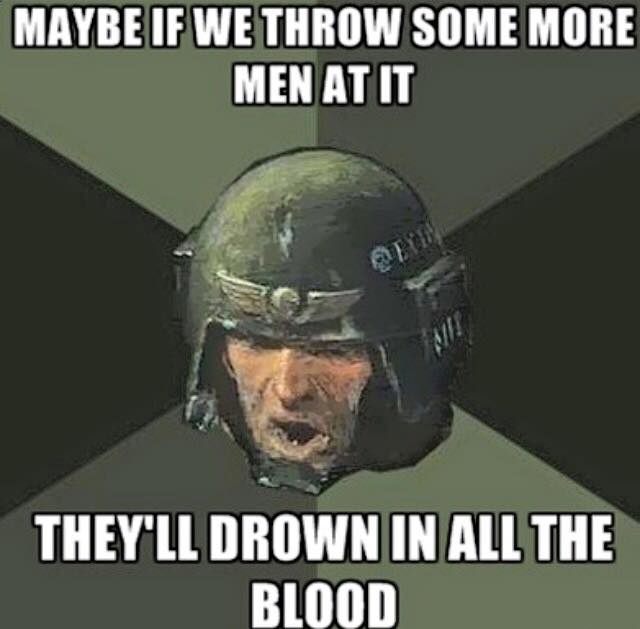 MAYBE IF WE THROW SOME MORE
MEN AT IT
THEY'LL DROWN IN ALL THE
BLOOD